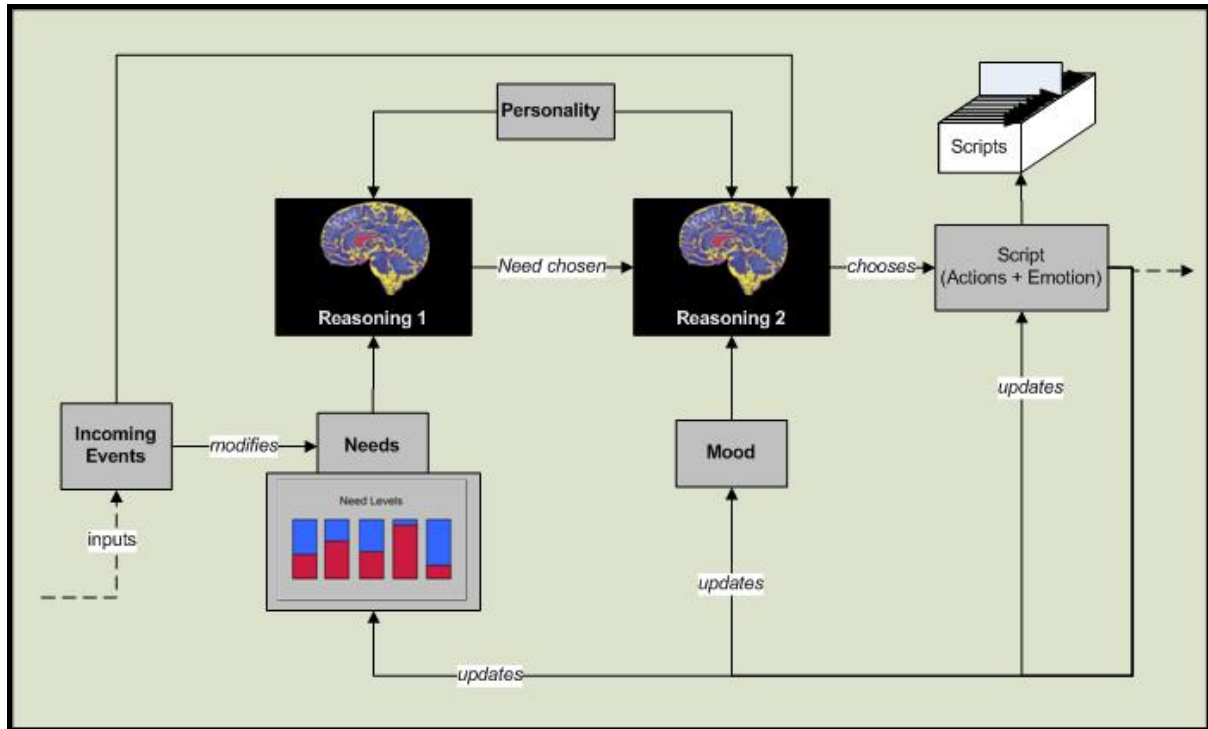 Personality
Scripts
Reasoning 1
Need chosen
Reasoning 2
chooses
Script
(Actions + Emotion)
Incoming
Events
modifies
Needs
Mood
updates
Need Levels
inputs
updates
updates